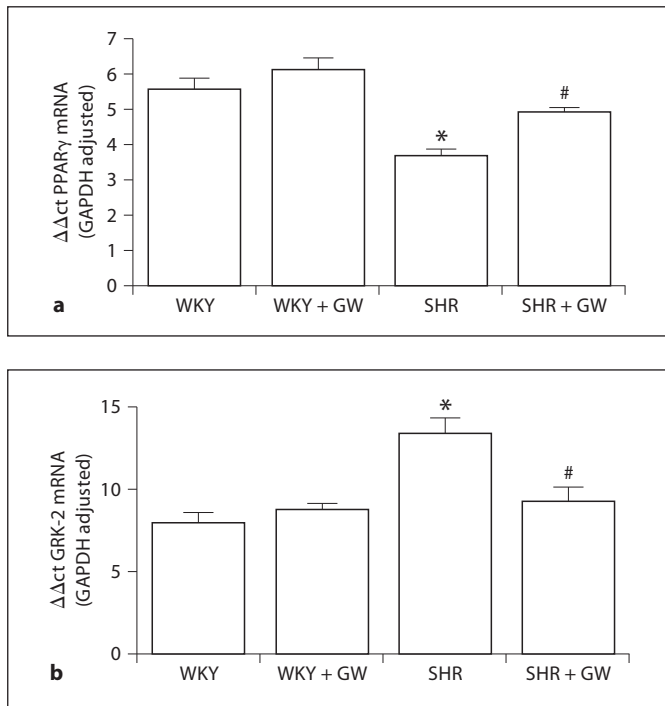 7
6
5
4
3
2
1
0
ΔΔct PPARγ mRNA
(GAPDH adjusted)
*
#
a
WKY
WKY + GW
SHR
SHR + GW
15
10
5
0
ΔΔct GRK-2 mRNA
(GAPDH adjusted)
*
#
b
WKY
WKY + GW
SHR
SHR + GW